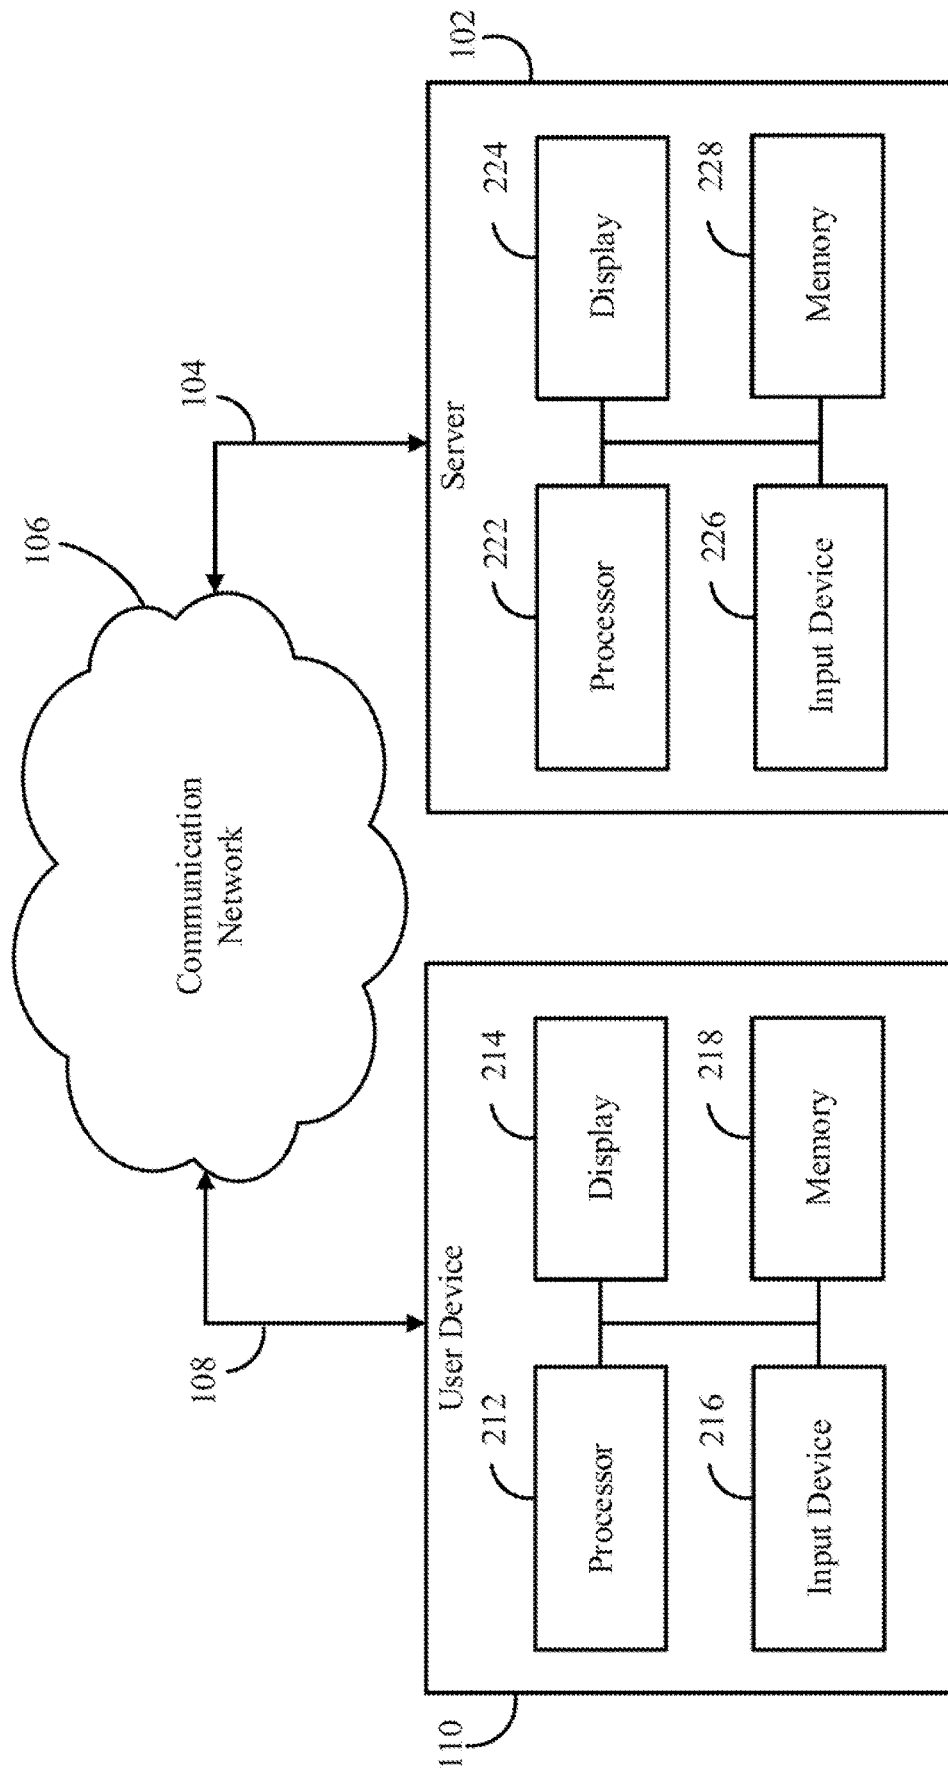 106
Communication
Network
108
104
110
User Device
212
Processor
214
Display
216
Input Device
218
Memory
102
Server
222
Processor
224
Display
226
Input Device
228
Memory